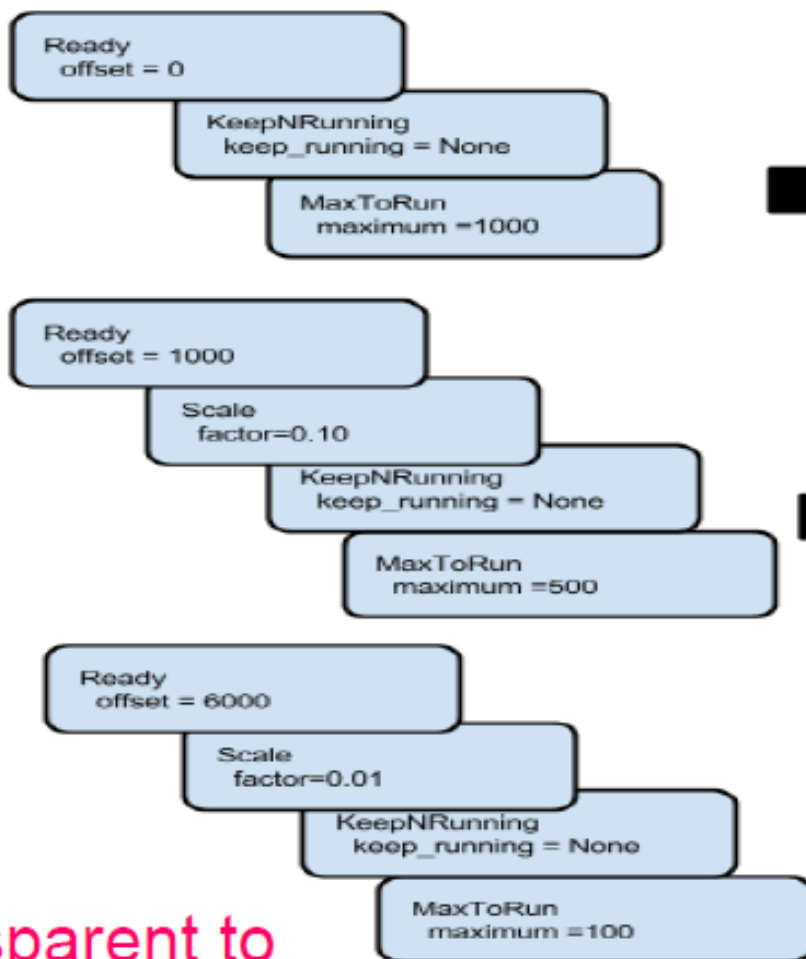 Ready
offset = 0
KeepNRunning
keep_running = None
MaxToRun
maximum =1000
Ready
offset = 1000
Scale
factor=0.10
KeepNRunning
keep_running = None
MaxToRun
maximum =500
Ready
offset = 6000
Scale
factor=0.01
KeepNRunning
keep_running = None
MaxToRun
maximum =100
sparent to